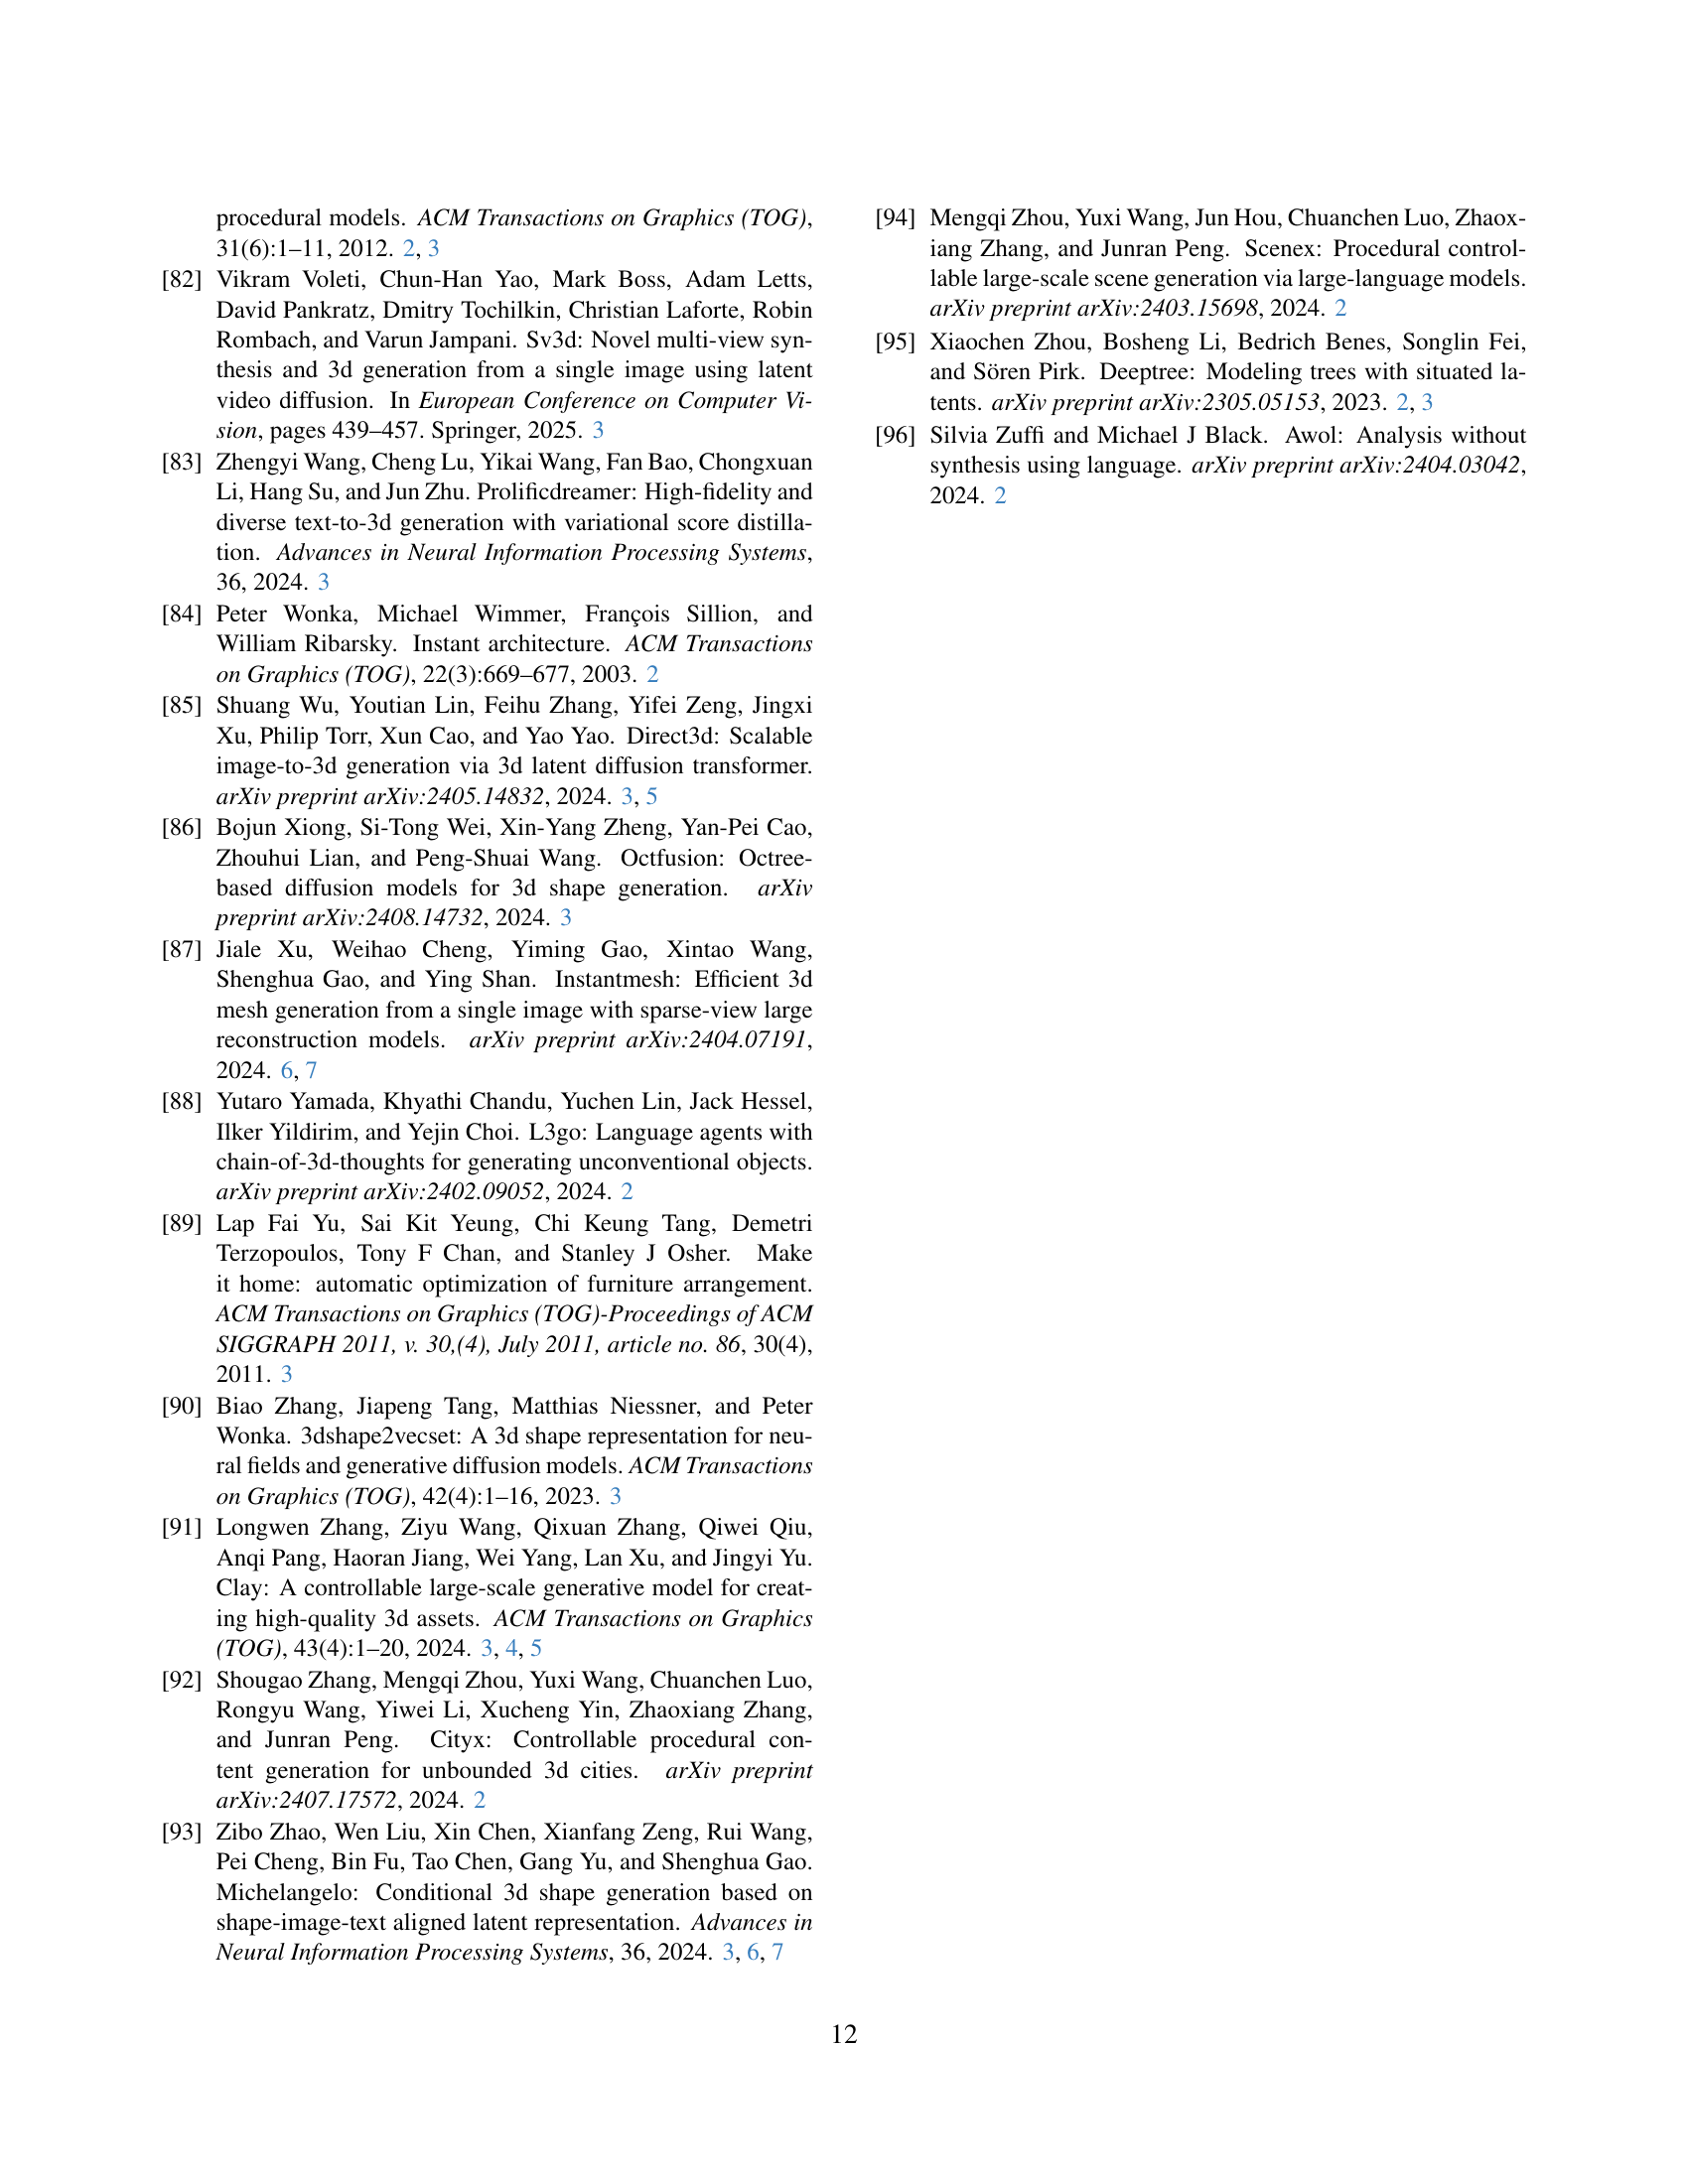 procedural models. ACM Transactions on Graphics (TOG),
31(6):1–11, 2012. 2, 3
[82] Vikram Voleti, Chun-Han Yao, Mark Boss, Adam Letts,
David Pankratz, Dmitry Tochilkin, Christian Laforte, Robin
Rombach, and Varun Jampani. Sv3d: Novel multi-view syn-
thesis and 3d generation from a single image using latent
video diffusion. In European Conference on Computer Vi-
sion, pages 439–457. Springer, 2025. 3
[83] Zhengyi Wang, Cheng Lu, Yikai Wang, Fan Bao, Chongxuan
Li, Hang Su, and Jun Zhu. Prolificdreamer: High-fidelity and
diverse text-to-3d generation with variational score distilla-
tion. Advances in Neural Information Processing Systems,
36, 2024. 3
[84] Peter Wonka, Michael Wimmer, François Sillion, and
William Ribarsky. Instant architecture. ACM Transactions
on Graphics (TOG), 22(3):669–677, 2003. 2
[85] Shuang Wu, Youtian Lin, Feihu Zhang, Yifei Zeng, Jingxi
Xu, Philip Torr, Xun Cao, and Yao Yao. Direct3d: Scalable
image-to-3d generation via 3d latent diffusion transformer.
arXiv preprint arXiv:2405.14832, 2024. 3, 5
[86] Bojun Xiong, Si-Tong Wei, Xin-Yang Zheng, Yan-Pei Cao,
Zhouhui Lian, and Peng-Shuai Wang. Octfusion: Octree-
based diffusion models for 3d shape generation. arXiv
preprint arXiv:2408.14732, 2024. 3
[87] Jiale Xu, Weihao Cheng, Yiming Gao, Xintao Wang,
Shenghua Gao, and Ying Shan. Instantmesh: Efficient 3d
mesh generation from a single image with sparse-view large
reconstruction models. arXiv preprint arXiv:2404.07191,
2024. 6, 7
[88] Yutaro Yamada, Khyathi Chandu, Yuchen Lin, Jack Hessel,
Ilker Yildirim, and Yejin Choi. L3go: Language agents with
chain-of-3d-thoughts for generating unconventional objects.
arXiv preprint arXiv:2402.09052, 2024. 2
[89] Lap Fai Yu, Sai Kit Yeung, Chi Keung Tang, Demetri
Terzopoulos, Tony F Chan, and Stanley J Osher. Make
it home: automatic optimization of furniture arrangement.
ACM Transactions on Graphics (TOG)-Proceedings of ACM
SIGGRAPH 2011, v. 30,(4), July 2011, article no. 86, 30(4),
2011. 3
[90] Biao Zhang, Jiapeng Tang, Matthias Niessner, and Peter
Wonka. 3dshape2vecset: A 3d shape representation for neu-
ral fields and generative diffusion models. ACM Transactions
on Graphics (TOG), 42(4):1–16, 2023. 3
[91] Longwen Zhang, Ziyu Wang, Qixuan Zhang, Qiwei Qiu,
Anqi Pang, Haoran Jiang, Wei Yang, Lan Xu, and Jingyi Yu.
Clay: A controllable large-scale generative model for creat-
ing high-quality 3d assets. ACM Transactions on Graphics
(TOG), 43(4):1–20, 2024. 3, 4, 5
[92] Shougao Zhang, Mengqi Zhou, Yuxi Wang, Chuanchen Luo,
Rongyu Wang, Yiwei Li, Xucheng Yin, Zhaoxiang Zhang,
and Junran Peng. Cityx: Controllable procedural con-
tent generation for unbounded 3d cities. arXiv preprint
arXiv:2407.17572, 2024. 2
[93] Zibo Zhao, Wen Liu, Xin Chen, Xianfang Zeng, Rui Wang,
Pei Cheng, Bin Fu, Tao Chen, Gang Yu, and Shenghua Gao.
Michelangelo: Conditional 3d shape generation based on
shape-image-text aligned latent representation. Advances in
Neural Information Processing Systems, 36, 2024. 3, 6, 7
[94] Mengqi Zhou, Yuxi Wang, Jun Hou, Chuanchen Luo, Zhaox-
iang Zhang, and Junran Peng. Scenex: Procedural control-
lable large-scale scene generation via large-language models.
arXiv preprint arXiv:2403.15698, 2024. 2
[95] Xiaochen Zhou, Bosheng Li, Bedrich Benes, Songlin Fei,
and Sören Pirk. Deeptree: Modeling trees with situated la-
tents. arXiv preprint arXiv:2305.05153, 2023. 2, 3
[96] Silvia Zuffi and Michael J Black. Awol: Analysis without
synthesis using language. arXiv preprint arXiv:2404.03042,
2024. 2
12